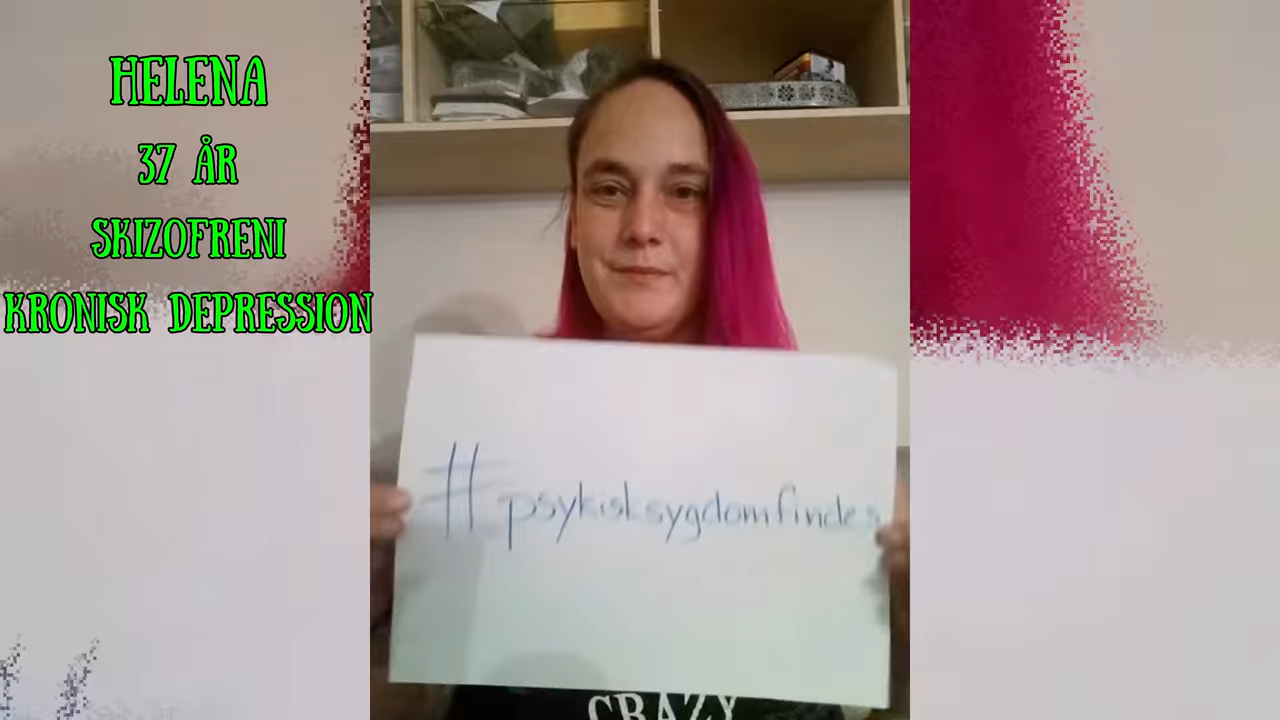 HELENA
37 ÅR
SKIZOFRENI
KRONISK DEPRESSION
#psykisksygdomfindes
CRAZY